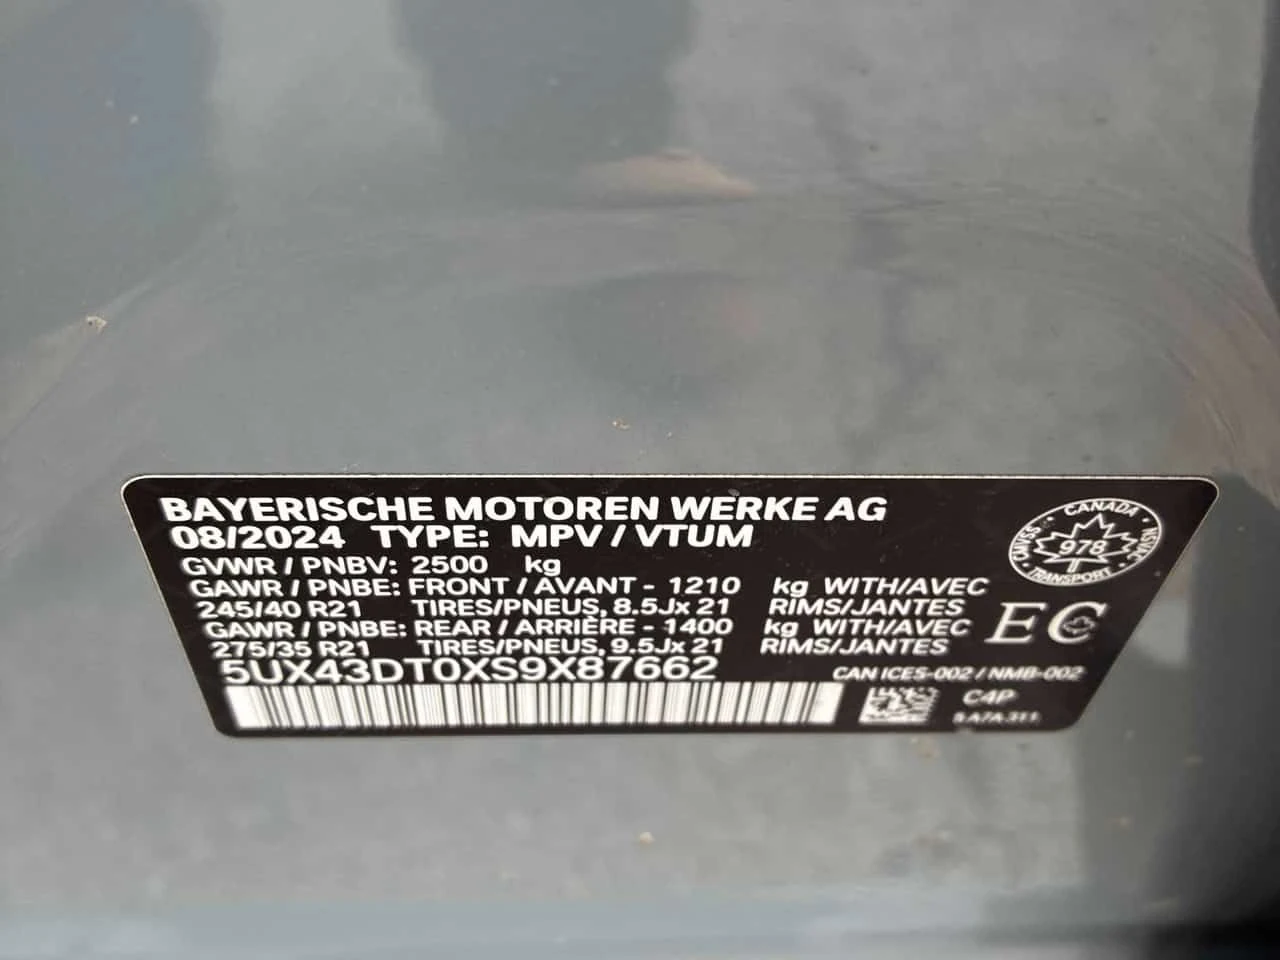 BAYERISCHE MOTOREN WERKE AG
08/2024 TYPE: MPV / VTUM
GVWR / PNBV: 2500 kg
GAWR / PNBE: FRONT / AVANT - 1210 kg WITH/AVEC
245/40 R21 TIRES/PNEUS, 8.5Jx 21 RIMS/JANTES
GAWR / PNBE: REAR / ARRIÈRE - 1400 kg WITH/AVEC
275/35 R21 TIRES/PNEUS, 9.5Jx 21 RIMS/JANTES
5UX43DT0XS9X87662
CANADA
CMVSS 978 NSVAC
TRANSPORT
EC
CAN ICES-002 / NMB-002
C4P